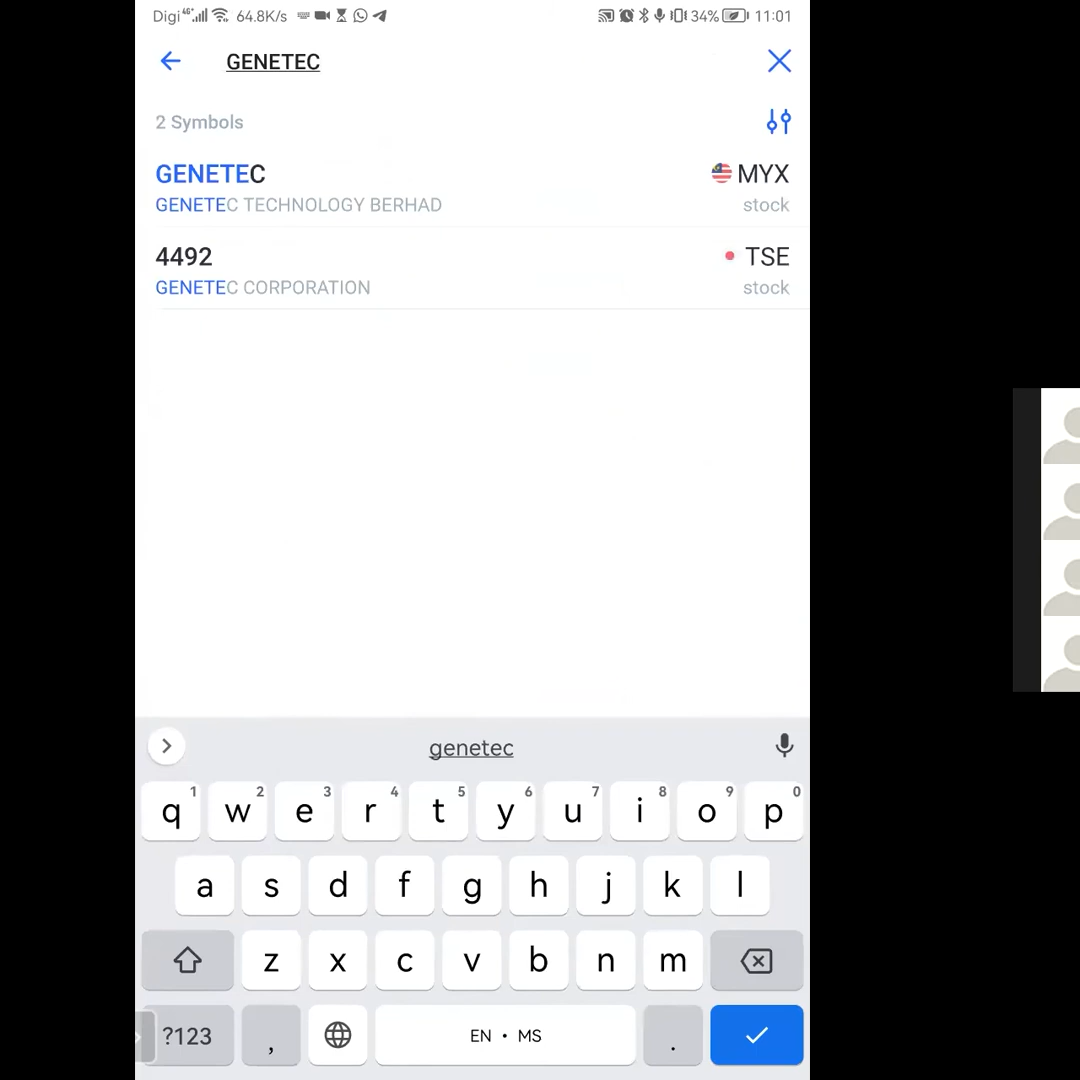 Digi 4G 64.8K/s 34% 11:01
GENETEC
2 Symbols
GENETEC MYX
GENETEC TECHNOLOGY BERHAD stock
4492 TSE
GENETEC CORPORATION stock
genetec
q 1 w 2 e 3 r 4 t 5 y 6 u 7 i 8 o 9 p 0
a s d f g h j k l
z x c v b n m
?123 , EN • MS .